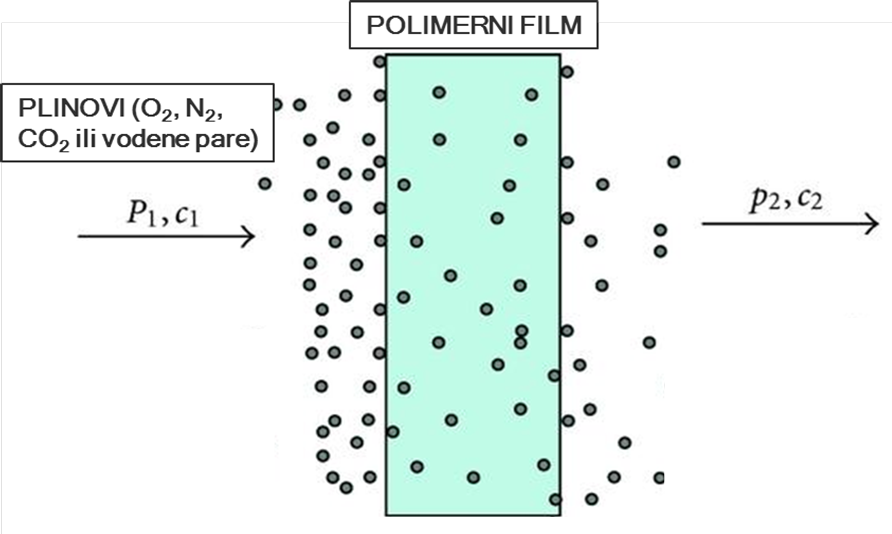 POLIMERNI FILM
PLINOVI (O₂, N₂,
CO₂ ili vodene pare)
P₁, c₁
p₂, c₂